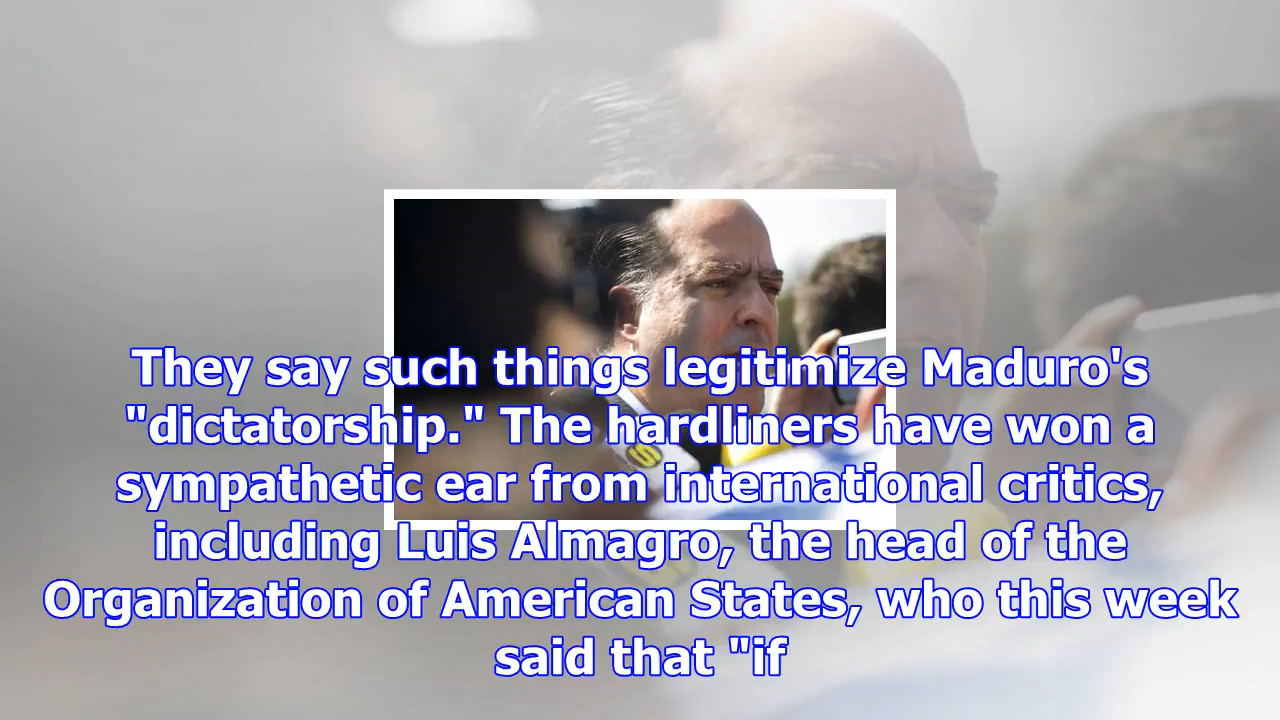 They say such things legitimize Maduro's
"dictatorship." The hardliners have won a
sympathetic ear from international critics,
including Luis Almagro, the head of the
Organization of American States, who this week
said that "if